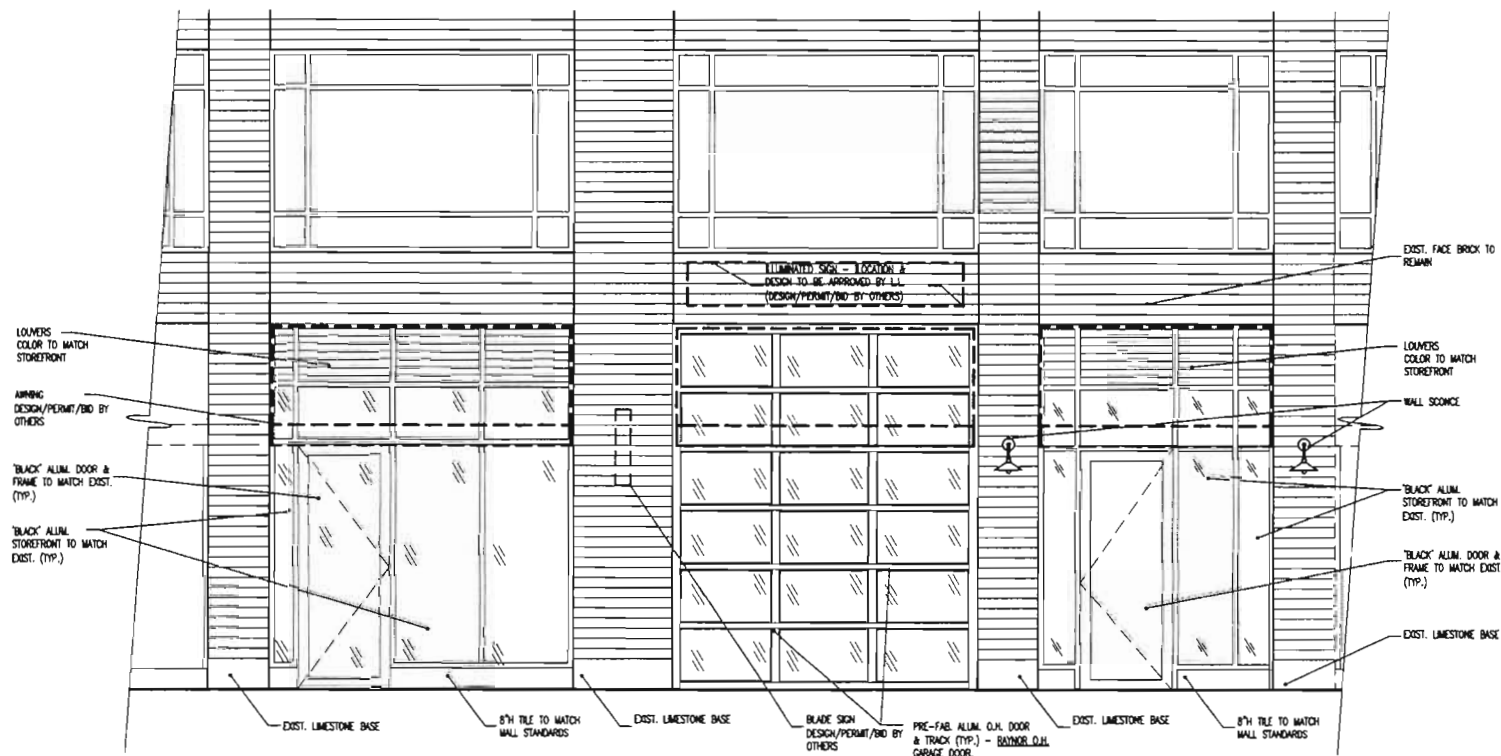 ILLUMINATED SIGN - LOCATION &
DESIGN TO BE APPROVED BY L.L.
(DESIGN/PERMIT/BID BY OTHERS)
EXIST. FACE BRICK TO
REMAIN
LOUVERS
COLOR TO MATCH
STOREFRONT
AWNING
DESIGN/PERMIT/BID BY
OTHERS
"BLACK" ALUM. DOOR &
FRAME TO MATCH EXIST.
(TYP.)
"BLACK" ALUM.
STOREFRONT TO MATCH
EXIST. (TYP.)
LOUVERS
COLOR TO MATCH
STOREFRONT
WALL SCONCE
"BLACK" ALUM.
STOREFRONT TO MATCH
EXIST. (TYP.)
"BLACK" ALUM. DOOR &
FRAME TO MATCH EXIST
(TYP.)
EXIST. LIMESTONE BASE
EXIST. LIMESTONE BASE
8"H TILE TO MATCH
MALL STANDARDS
EXIST. LIMESTONE BASE
BLADE SIGN
DESIGN/PERMIT/BID BY
OTHERS
PRE-FAB. ALUM. O.H. DOOR
& TRACK (TYP.) - RAYNOR O.H.
GARAGE DOOR
EXIST. LIMESTONE BASE
8"H TILE TO MATCH
MALL STANDARDS